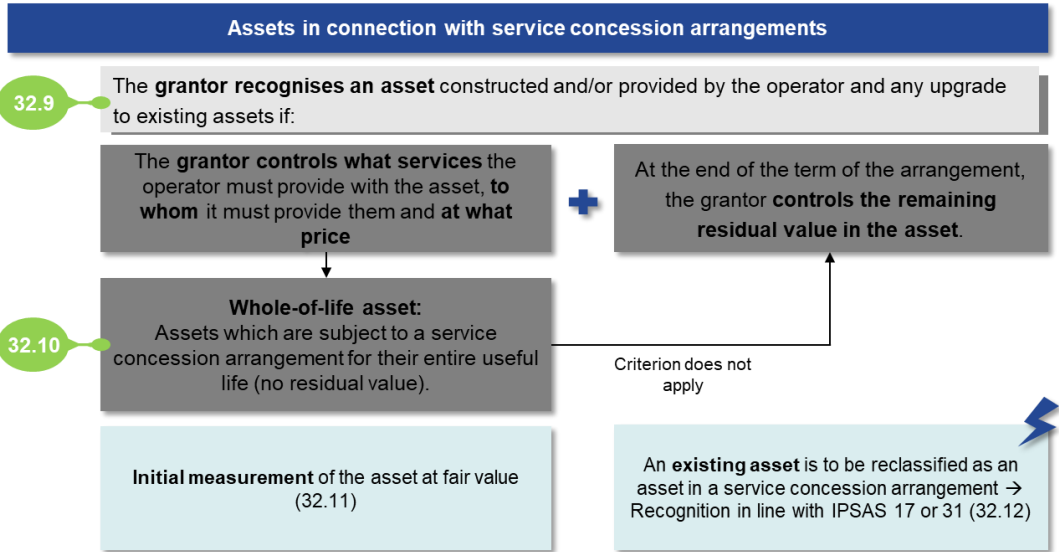 Assets in connection with service concession arrangements
32.9
The grantor recognises an asset constructed and/or provided by the operator and any upgrade
to existing assets if:
The grantor controls what services the
operator must provide with the asset, to
whom it must provide them and at what
price
At the end of the term of the arrangement,
the grantor controls the remaining
residual value in the asset.
32.10
Whole-of-life asset:
Assets which are subject to a service
concession arrangement for their entire useful
life (no residual value).
Criterion does not
apply
Initial measurement of the asset at fair value
(32.11)
An existing asset is to be reclassified as an
asset in a service concession arrangement →
Recognition in line with IPSAS 17 or 31 (32.12)